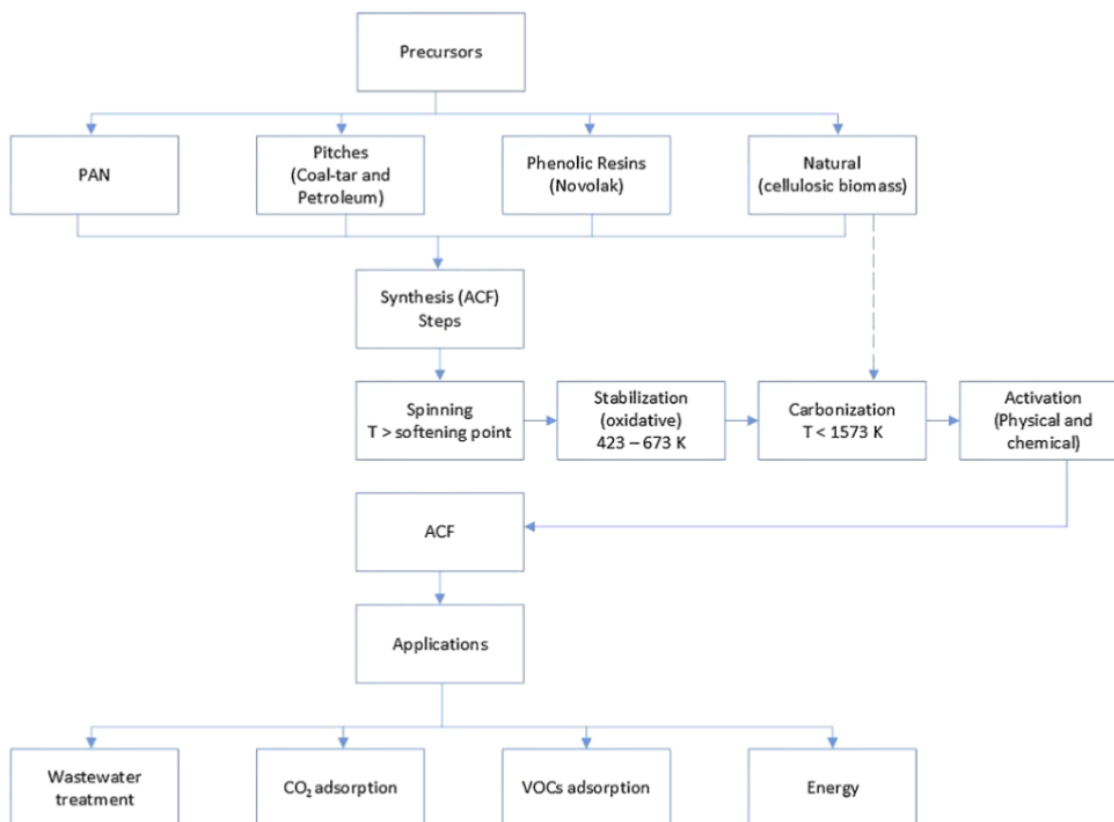 Precursors
PAN
Pitches
(Coal-tar and
Petroleum)
Phenolic Resins
(Novolak)
Natural
(cellulosic biomass)
Synthesis (ACF)
Steps
Spinning
T > softening point
Stabilization
(oxidative)
423 – 673 K
Carbonization
T < 1573 K
Activation
(Physical and
chemical)
ACF
Applications
Wastewater
treatment
CO₂ adsorption
VOCs adsorption
Energy